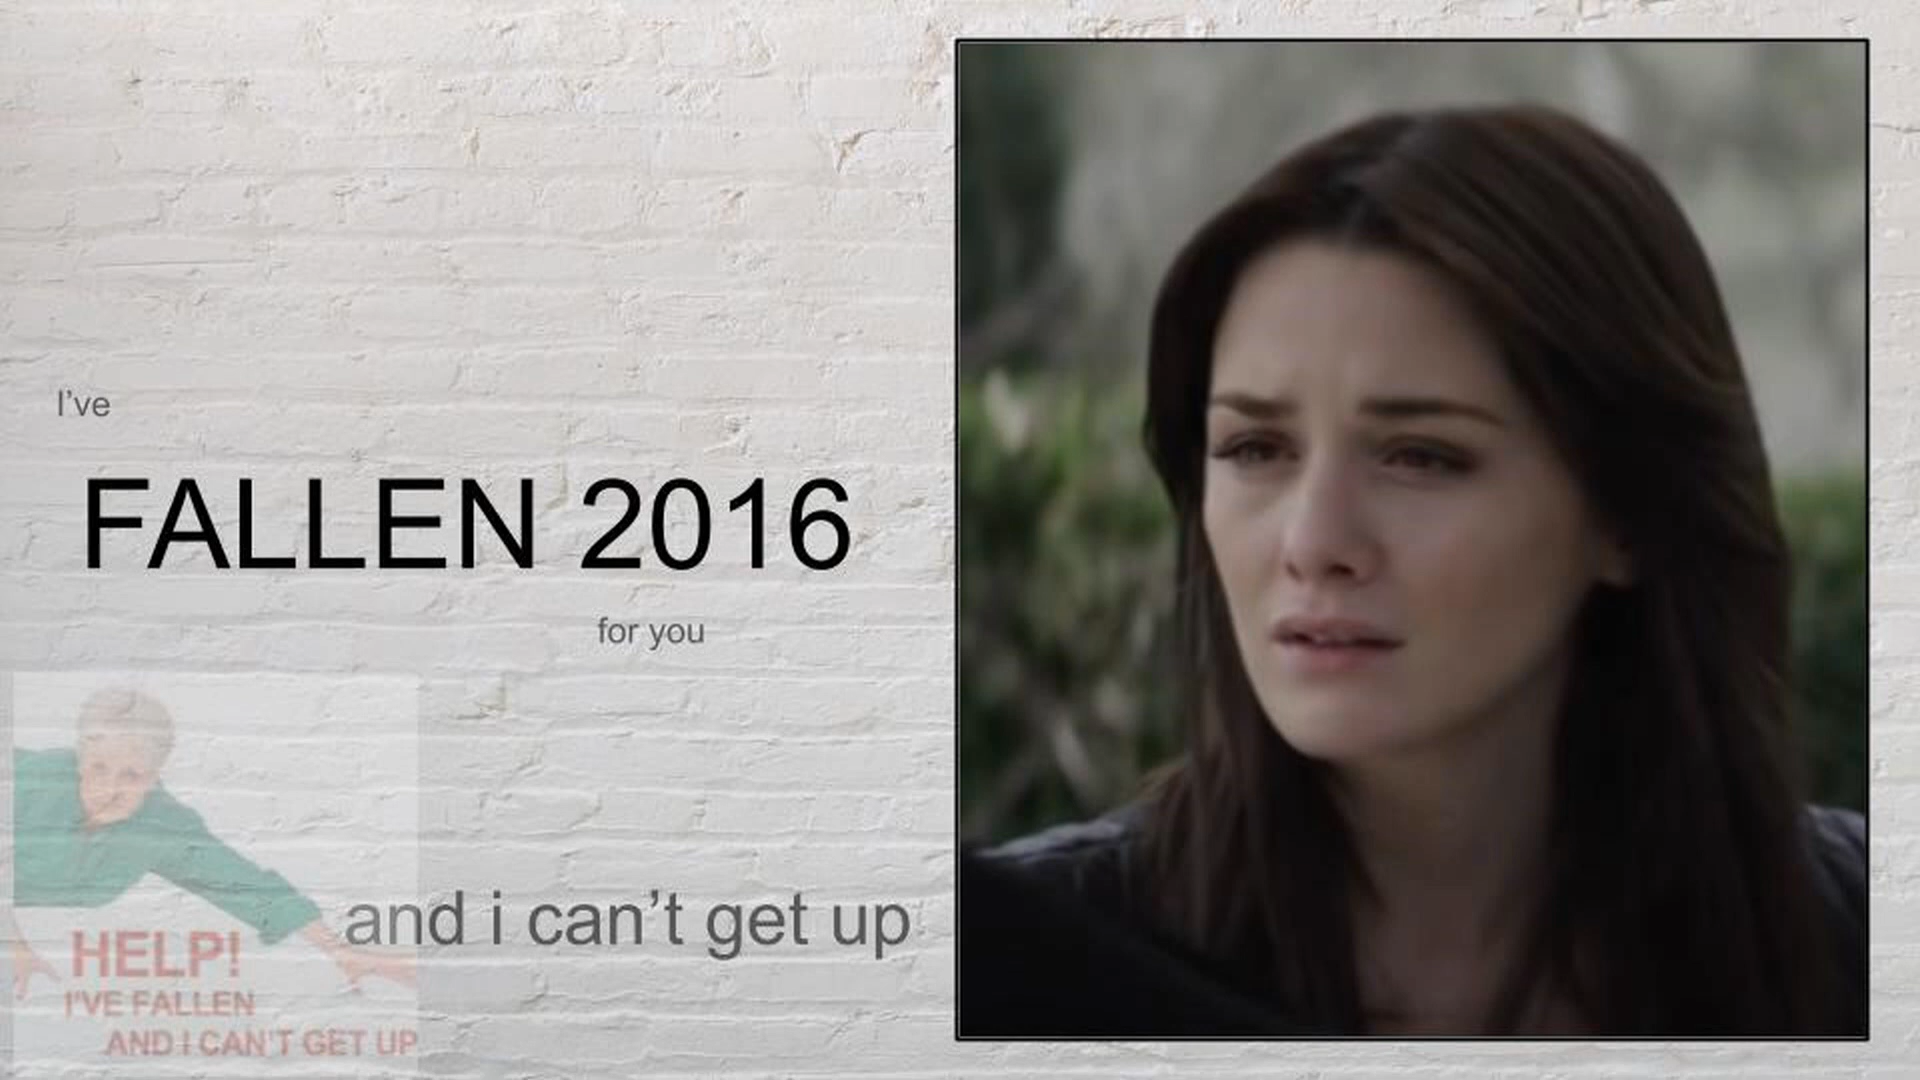 I’ve
FALLEN 2016
for you
and i can’t get up
HELP!
I'VE FALLEN
AND I CAN'T GET UP